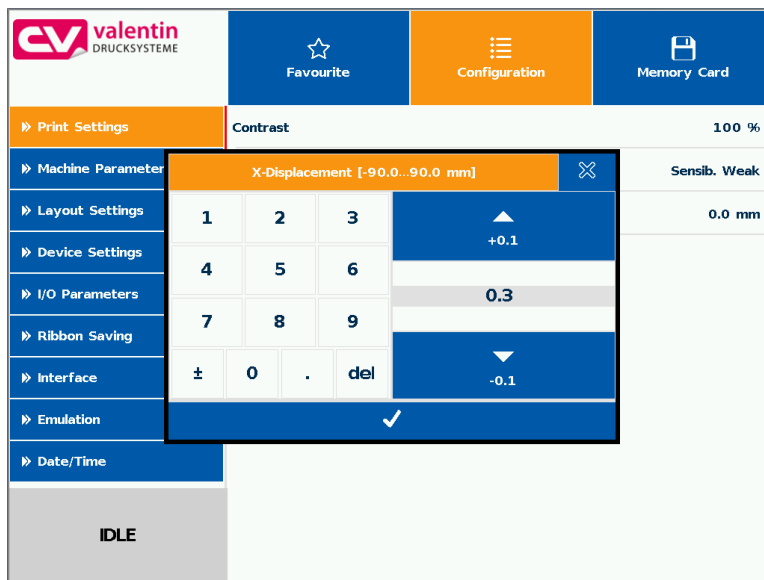 valentin
DRUCKSYSTEME
Favourite
Configuration
Memory Card
Print Settings
Contrast
100 %
Machine Parameter
Sensib. Weak
X-Displacement [-90.0...90.0 mm]
Layout Settings
0.0 mm
1 2 3
+0.1
Device Settings
4 5 6
I/O Parameters
0.3
7 8 9
Ribbon Saving
Interface
± 0 . del
-0.1
Emulation
Date/Time
IDLE